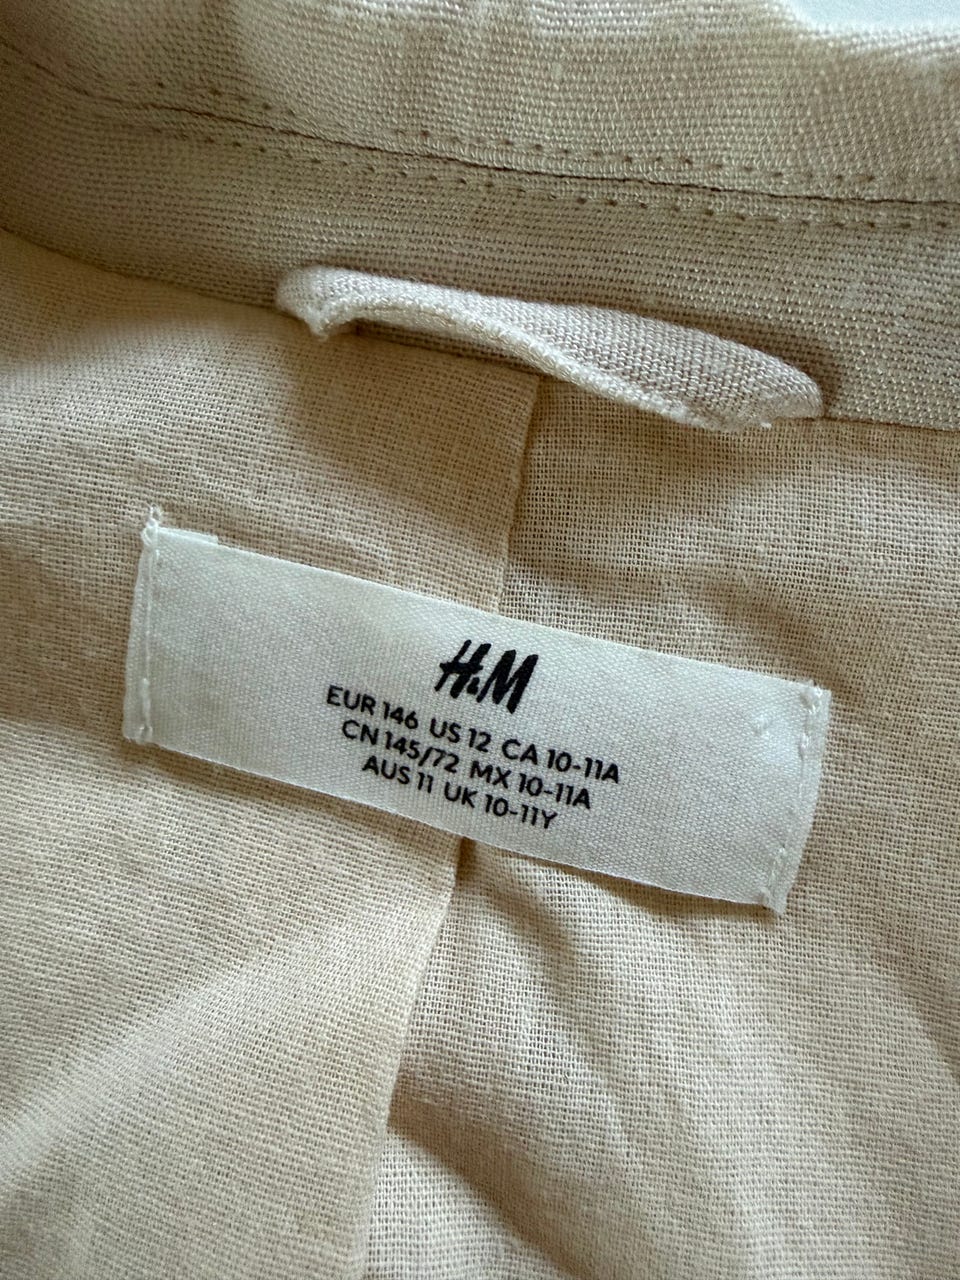 H&M
EUR 146 US 12 CA 10-11A
CN 145/72 MX 10-11A
AUS 11 UK 10-11Y